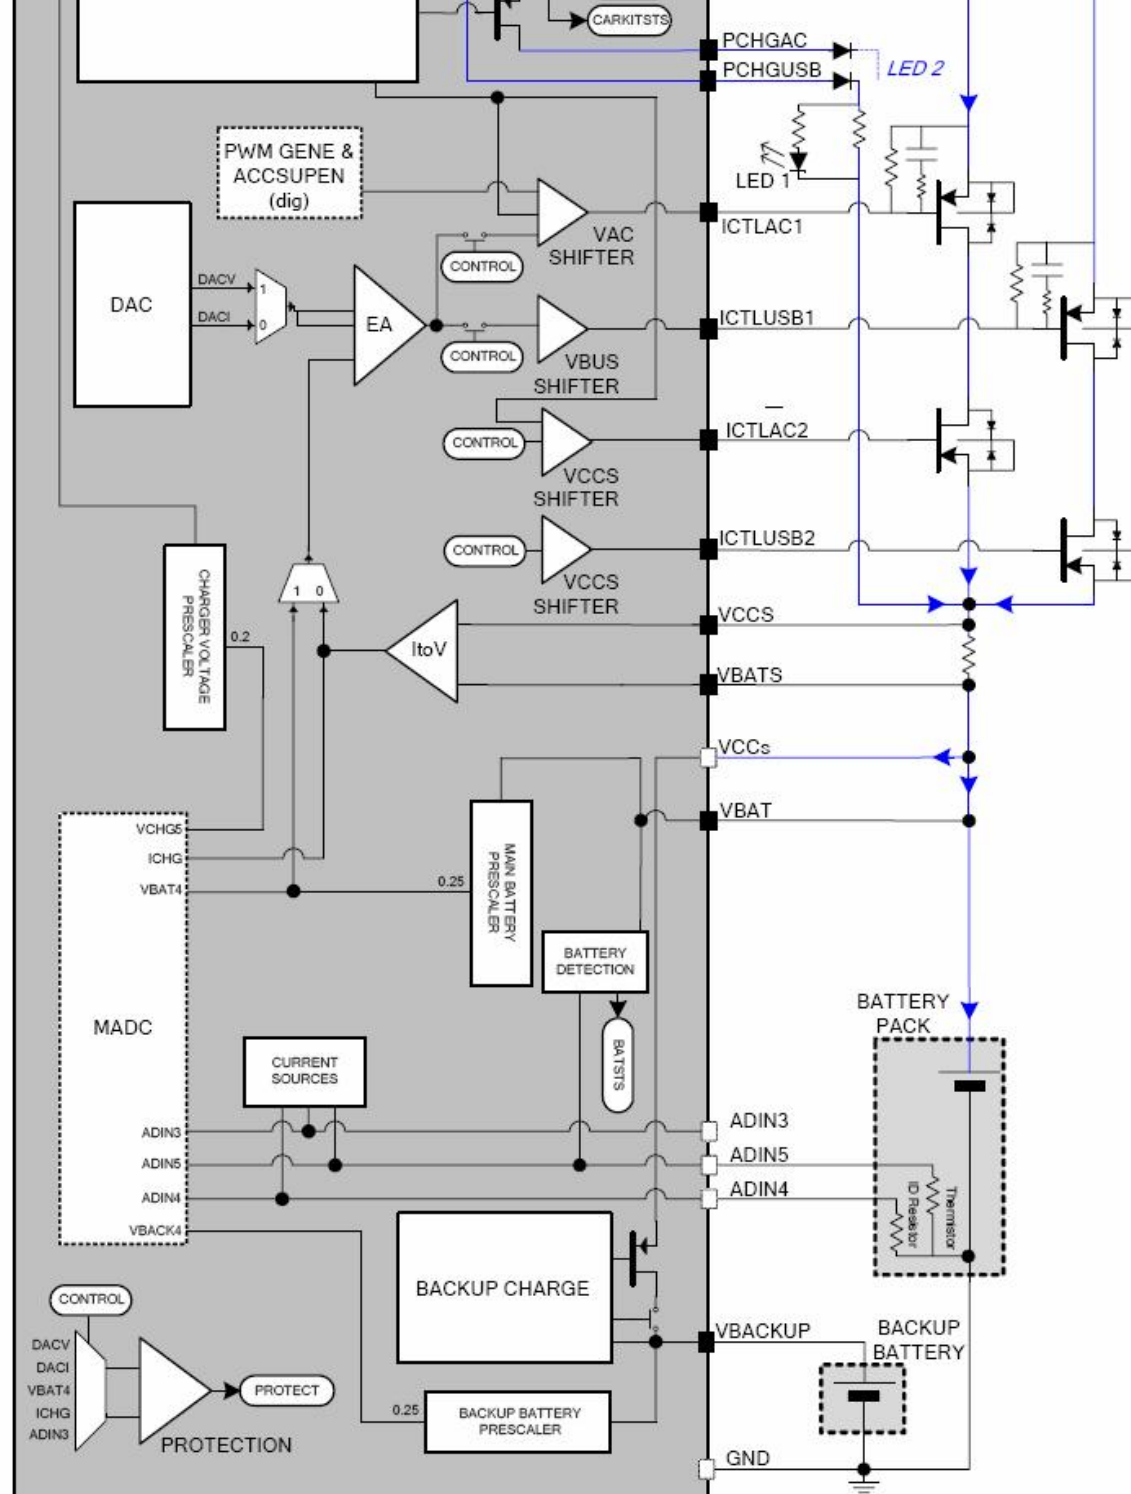 CARKITSTS
PCHGAC
PCHGUSB
LED 2
PWM GENE &
ACCSUPEN
(dig)
LED 1
ICTLAC1
VAC
SHIFTER
CONTROL
DACV
DAC
1
DACI
0
EA
ICTLUSB1
CONTROL
VBUS
SHIFTER
ICTLAC2
CONTROL
VCCS
SHIFTER
ICTLUSB2
CONTROL
VCCS
SHIFTER
1 0
CHARGER VOLTAGE
PRESCALER
0.2
ItoV
VCCS
VBATS
VCCs
VBAT
VCHG5
ICHG
VBAT4
0.25
MAIN BATTERY
PRESCALER
BATTERY
DETECTION
BATSTS
MADC
CURRENT
SOURCES
BATTERY
PACK
ADIN3
ADIN3
ADIN5
ADIN5
ADIN4
ADIN4
Thermistor
ID Resistor
VBACK4
BACKUP CHARGE
VBACKUP
BACKUP
BATTERY
CONTROL
DACV
DACI
VBAT4
ICHG
ADIN3
PROTECT
PROTECTION
0.25
BACKUP BATTERY
PRESCALER
GND